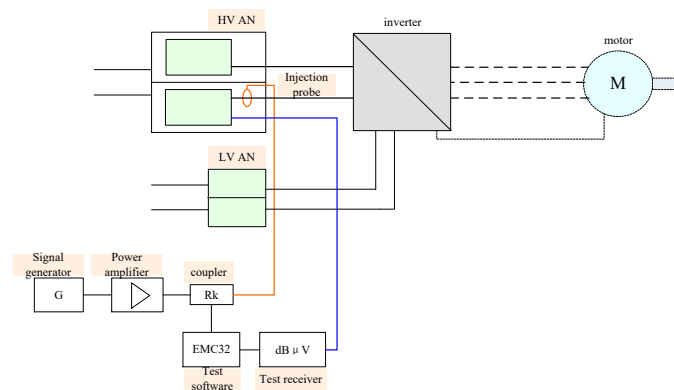 HV AN
inverter
motor
Injection
probe
M
LV AN
Signal
generator
Power
amplifier
coupler
G
Rk
EMC32
dB μ V
Test
software
Test receiver